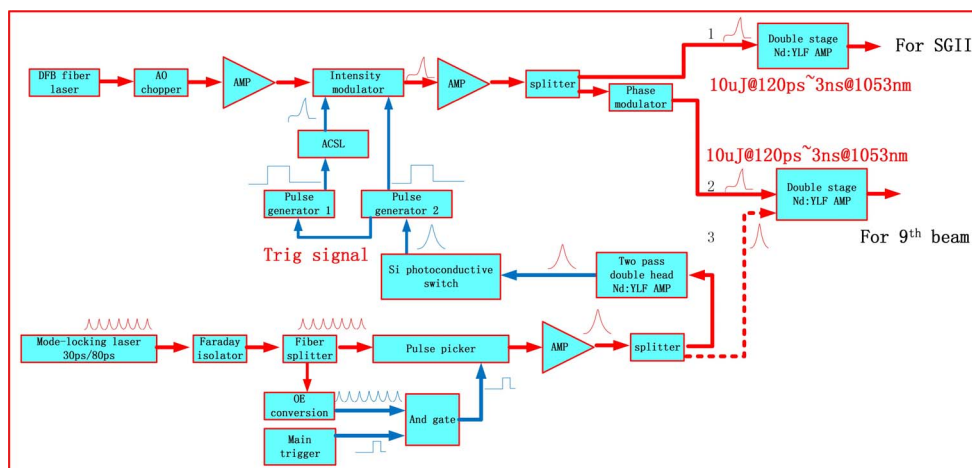 1
Double stage
Nd:YLF AMP
For SGII
DFB fiber
laser
AO
chopper
AMP
Intensity
modulator
AMP
splitter
Phase
modulator
10uJ@120ps~3ns@1053nm
ACSL
10uJ@120ps~3ns@1053nm
2
Double stage
Nd:YLF AMP
Pulse
generator 1
Pulse
generator 2
Trig signal
3
For 9th beam
Si photoconductive
switch
Two pass
double head
Nd:YLF AMP
Mode-locking laser
30ps/80ps
Faraday
isolator
Fiber
splitter
Pulse picker
AMP
splitter
OE
conversion
And gate
Main
trigger